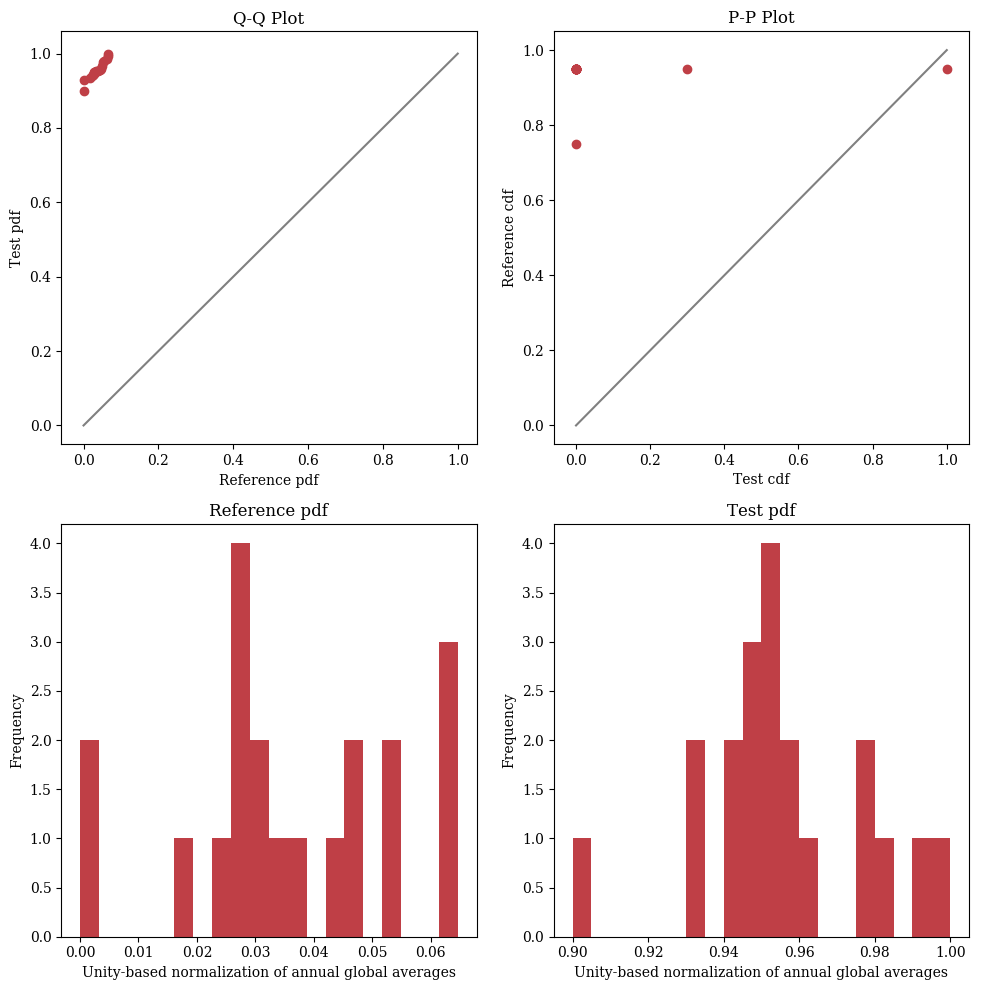 Q-Q Plot
1.0
0.8
0.6
0.4
0.2
0.0
Test pdf
0.0 0.2 0.4 0.6 0.8 1.0
Reference pdf
P-P Plot
1.0
0.8
0.6
0.4
0.2
0.0
Reference cdf
0.0 0.2 0.4 0.6 0.8 1.0
Test cdf
Reference pdf
4.0
3.5
3.0
2.5
2.0
1.5
1.0
0.5
0.0
Frequency
0.00 0.01 0.02 0.03 0.04 0.05 0.06
Unity-based normalization of annual global averages
Test pdf
4.0
3.5
3.0
2.5
2.0
1.5
1.0
0.5
0.0
Frequency
0.90 0.92 0.94 0.96 0.98 1.00
Unity-based normalization of annual global averages